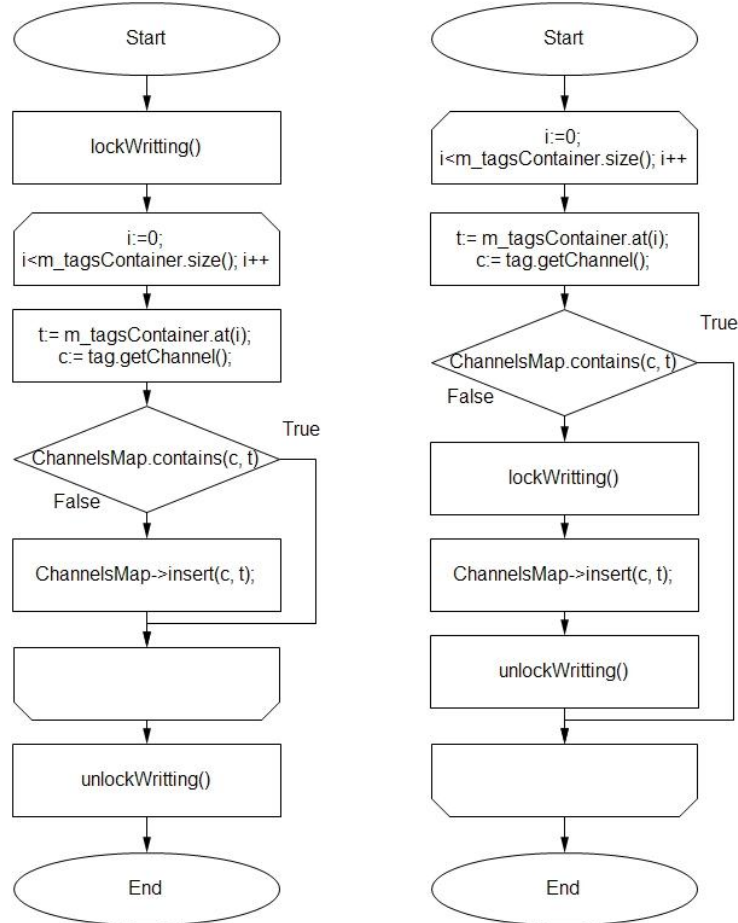 Start
lockWritting()
i:=0;
i<m_tagsContainer.size(); i++
t:= m_tagsContainer.at(i);
c:= tag.getChannel();
ChannelsMap.contains(c, t)
True
False
ChannelsMap->insert(c, t);
unlockWritting()
End
Start
i:=0;
i<m_tagsContainer.size(); i++
t:= m_tagsContainer.at(i);
c:= tag.getChannel();
True
ChannelsMap.contains(c, t)
False
lockWritting()
ChannelsMap->insert(c, t);
unlockWritting()
End